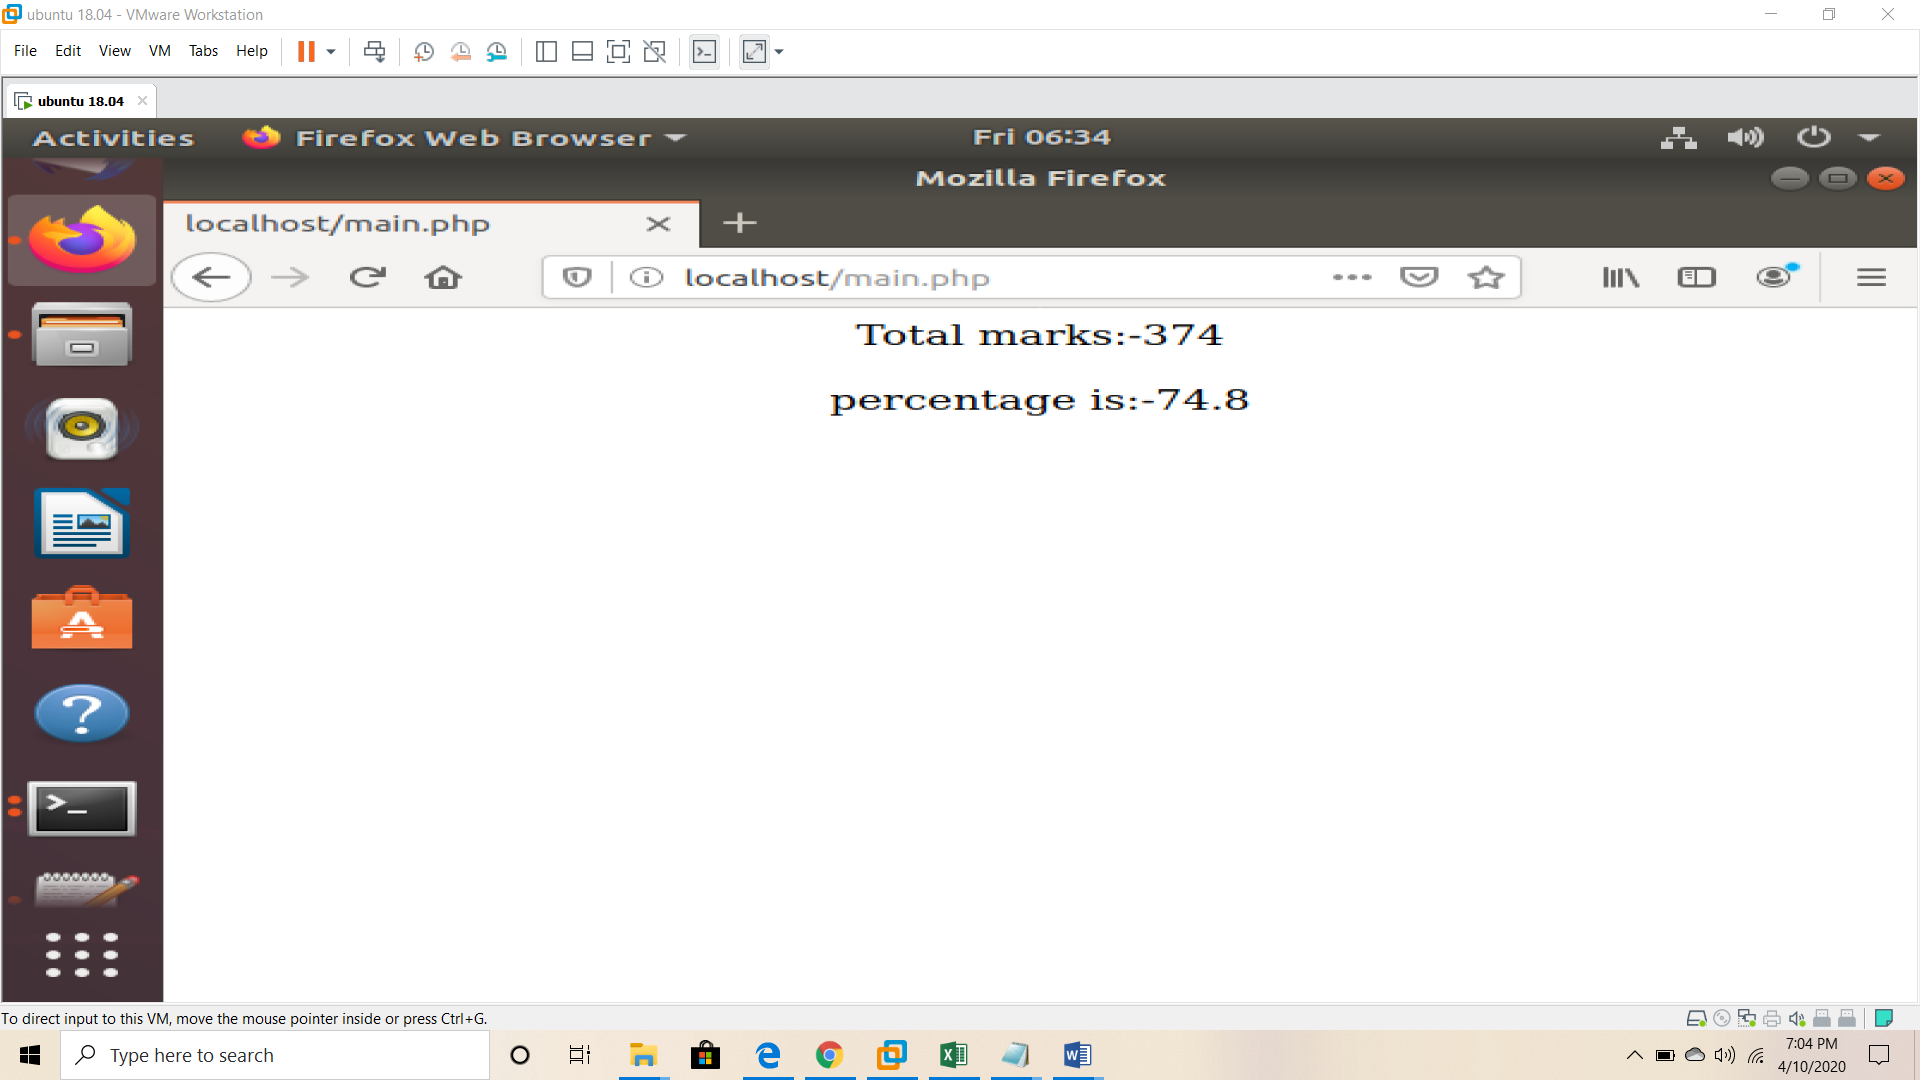 ubuntu 18.04 - VMware Workstation
File Edit View VM Tabs Help
ubuntu 18.04
Activities Firefox Web Browser Fri 06:34
Mozilla Firefox
localhost/main.php
localhost/main.php
Total marks:-374
percentage is:-74.8
To direct input to this VM, move the mouse pointer inside or press Ctrl+G.
Type here to search
7:04 PM
4/10/2020